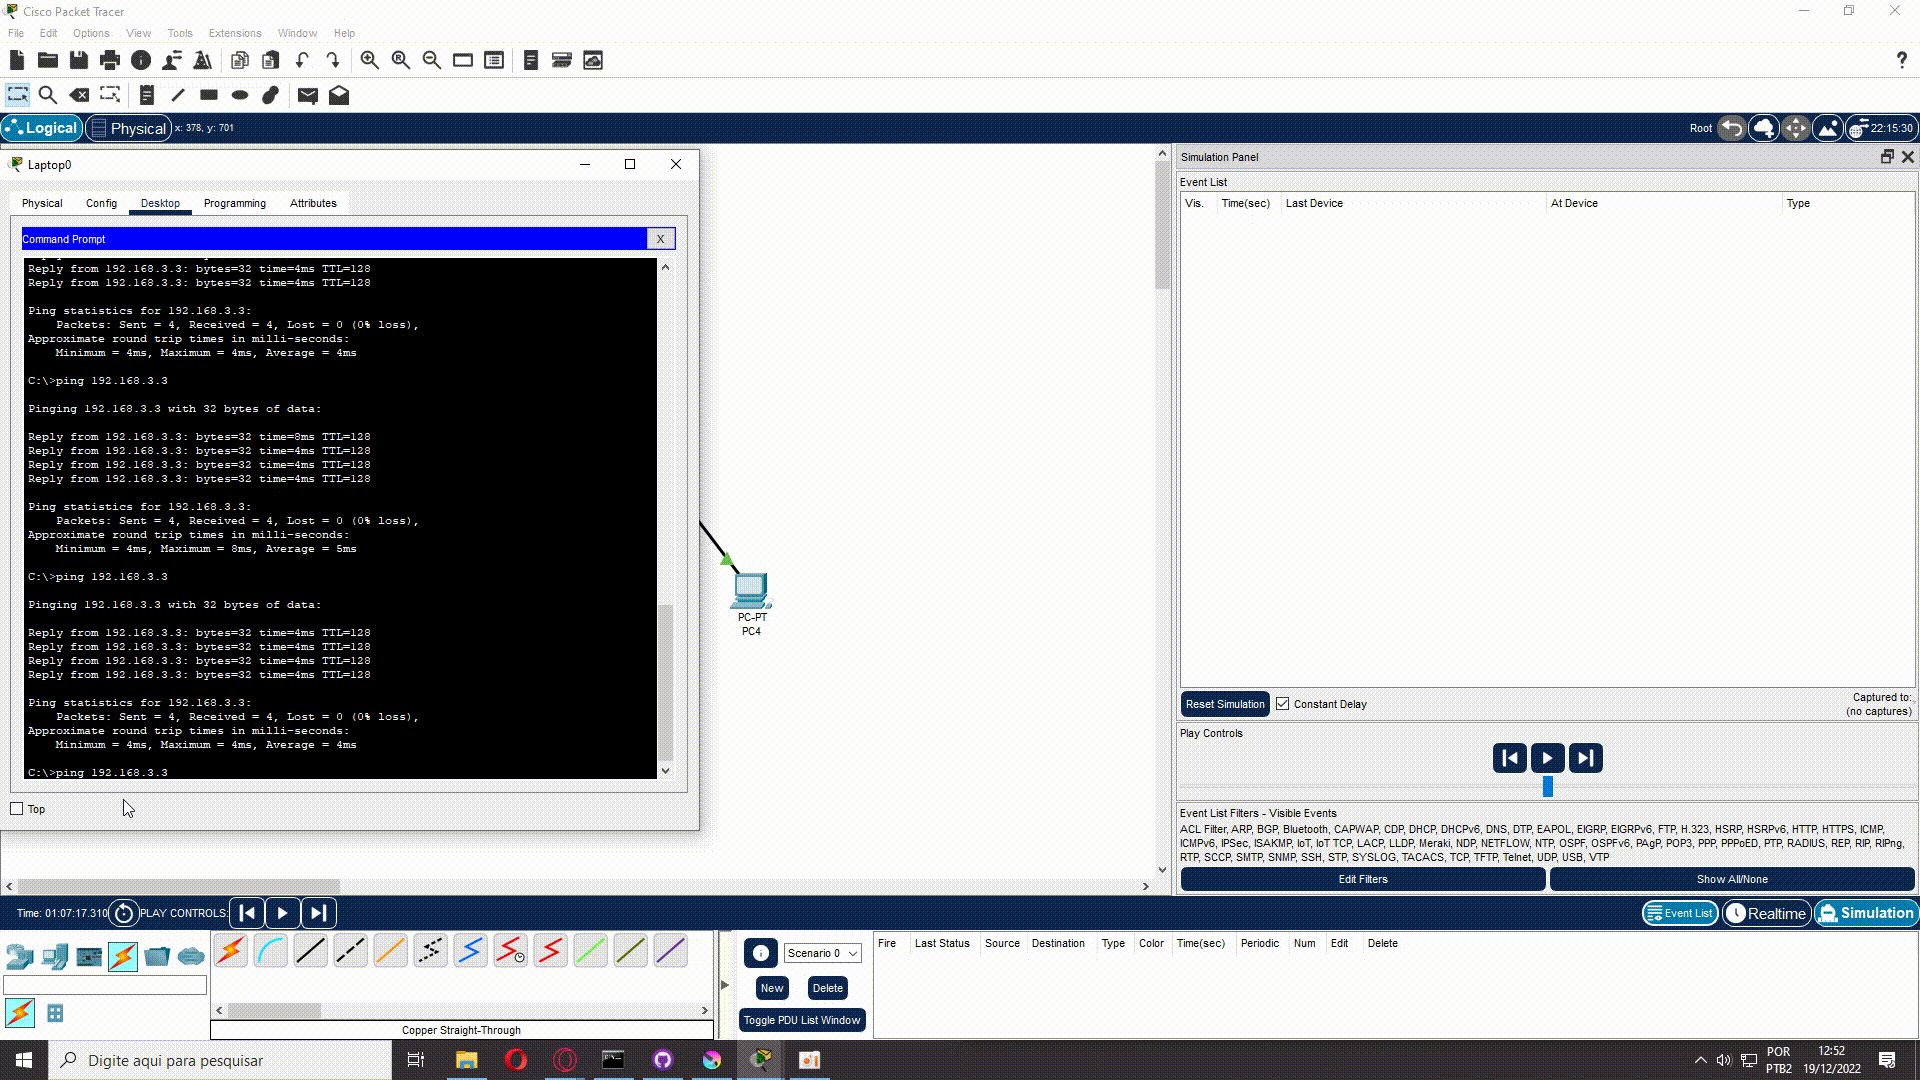 Cisco Packet Tracer
File Edit Options View Tools Extensions Window Help
?
Logical Physical x: 378, y: 701
Root 22:15:30
Laptop0
Physical Config Desktop Programming Attributes
Command Prompt X
Reply from 192.168.3.3: bytes=32 time=4ms TTL=128
Reply from 192.168.3.3: bytes=32 time=4ms TTL=128
Ping statistics for 192.168.3.3:
Packets: Sent = 4, Received = 4, Lost = 0 (0% loss),
Approximate round trip times in milli-seconds:
Minimum = 4ms, Maximum = 4ms, Average = 4ms
C:\>ping 192.168.3.3
Pinging 192.168.3.3 with 32 bytes of data:
Reply from 192.168.3.3: bytes=32 time=8ms TTL=128
Reply from 192.168.3.3: bytes=32 time=4ms TTL=128
Reply from 192.168.3.3: bytes=32 time=4ms TTL=128
Reply from 192.168.3.3: bytes=32 time=4ms TTL=128
Ping statistics for 192.168.3.3:
Packets: Sent = 4, Received = 4, Lost = 0 (0% loss),
Approximate round trip times in milli-seconds:
Minimum = 4ms, Maximum = 8ms, Average = 5ms
C:\>ping 192.168.3.3
Pinging 192.168.3.3 with 32 bytes of data:
Reply from 192.168.3.3: bytes=32 time=4ms TTL=128
Reply from 192.168.3.3: bytes=32 time=4ms TTL=128
Reply from 192.168.3.3: bytes=32 time=4ms TTL=128
Reply from 192.168.3.3: bytes=32 time=4ms TTL=128
Ping statistics for 192.168.3.3:
Packets: Sent = 4, Received = 4, Lost = 0 (0% loss),
Approximate round trip times in milli-seconds:
Minimum = 4ms, Maximum = 4ms, Average = 4ms
C:\>ping 192.168.3.3
Top
PC-PT
PC4
Simulation Panel
Event List
Vis. Time(sec) Last Device At Device Type
Reset Simulation Constant Delay
Captured to:
(no captures)
Play Controls
Event List Filters - Visible Events
ACL Filter, ARP, BGP, Bluetooth, CAPWAP, CDP, DHCP, DHCPv6, DNS, DTP, EAPOL, EIGRP, EIGRPv6, FTP, H.323, HSRP, HSRPv6, HTTP, HTTPS, ICMP,
ICMPv6, IPSec, ISAKMP, IoT, IoT TCP, LACP, LLDP, Meraki, NDP, NETFLOW, NTP, OSPF, OSPFv6, PAgP, POP3, PPP, PPPoED, PTP, RADIUS, REP, RIP, RIPng,
RTP, SCCP, SMTP, SNMP, SSH, STP, SYSLOG, TACACS, TCP, TFTP, Telnet, UDP, USB, VTP
Edit Filters Show All/None
Time: 01:07:17.310 PLAY CONTROLS:
Event List Realtime Simulation
Copper Straight-Through
Scenario 0
New Delete
Toggle PDU List Window
Fire Last Status Source Destination Type Color Time(sec) Periodic Num Edit Delete
Digite aqui para pesquisar
POR
PTB2
12:52
19/12/2022